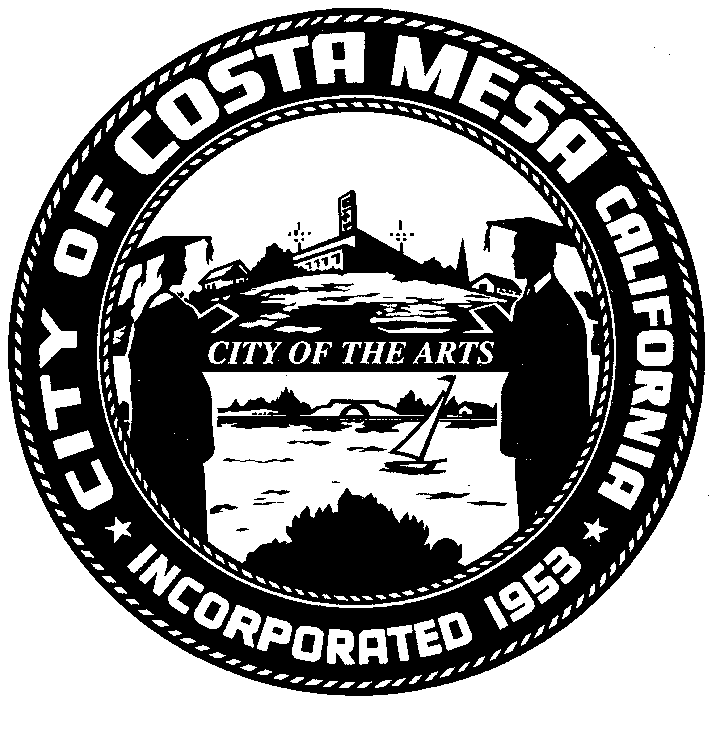 CITY OF COSTA MESA CALIFORNIA
CITY OF THE ARTS
INCORPORATED 1953